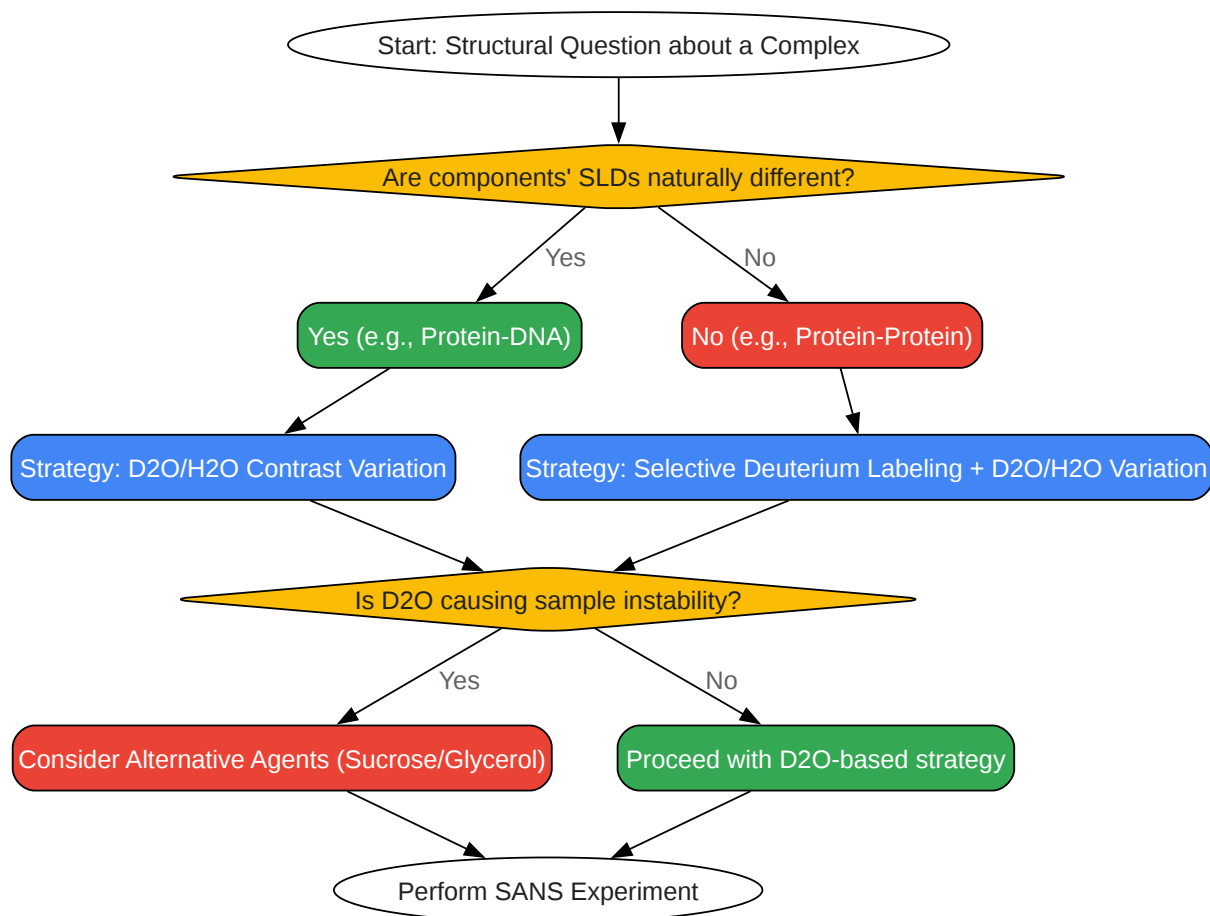 Start: Structural Question about a Complex
Are components' SLDs naturally different?
Yes
No
Yes (e.g., Protein-DNA)
No (e.g., Protein-Protein)
Strategy: D2O/H2O Contrast Variation
Strategy: Selective Deuterium Labeling + D2O/H2O Variation
Is D2O causing sample instability?
Yes
No
Consider Alternative Agents (Sucrose/Glycerol)
Proceed with D2O-based strategy
Perform SANS Experiment